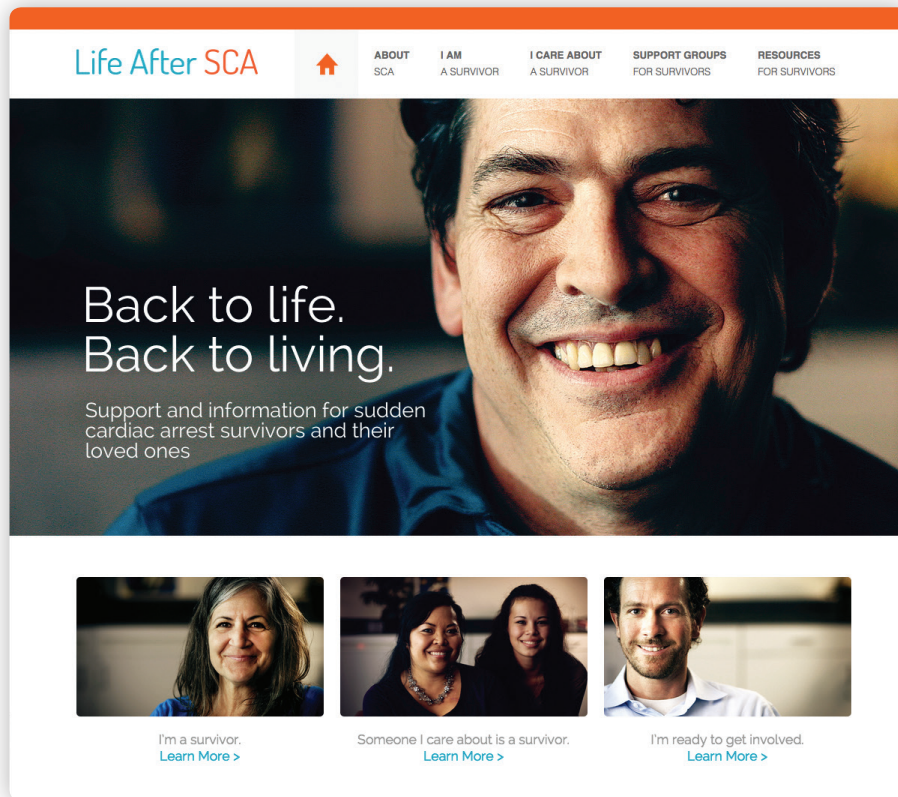 Life After SCA
ABOUT
SCA
I AM
A SURVIVOR
I CARE ABOUT
A SURVIVOR
SUPPORT GROUPS
FOR SURVIVORS
RESOURCES
FOR SURVIVORS
Back to life.
Back to living.
Support and information for sudden
cardiac arrest survivors and their
loved ones
I'm a survivor.
Learn More >
Someone I care about is a survivor.
Learn More >
I'm ready to get involved.
Learn More >